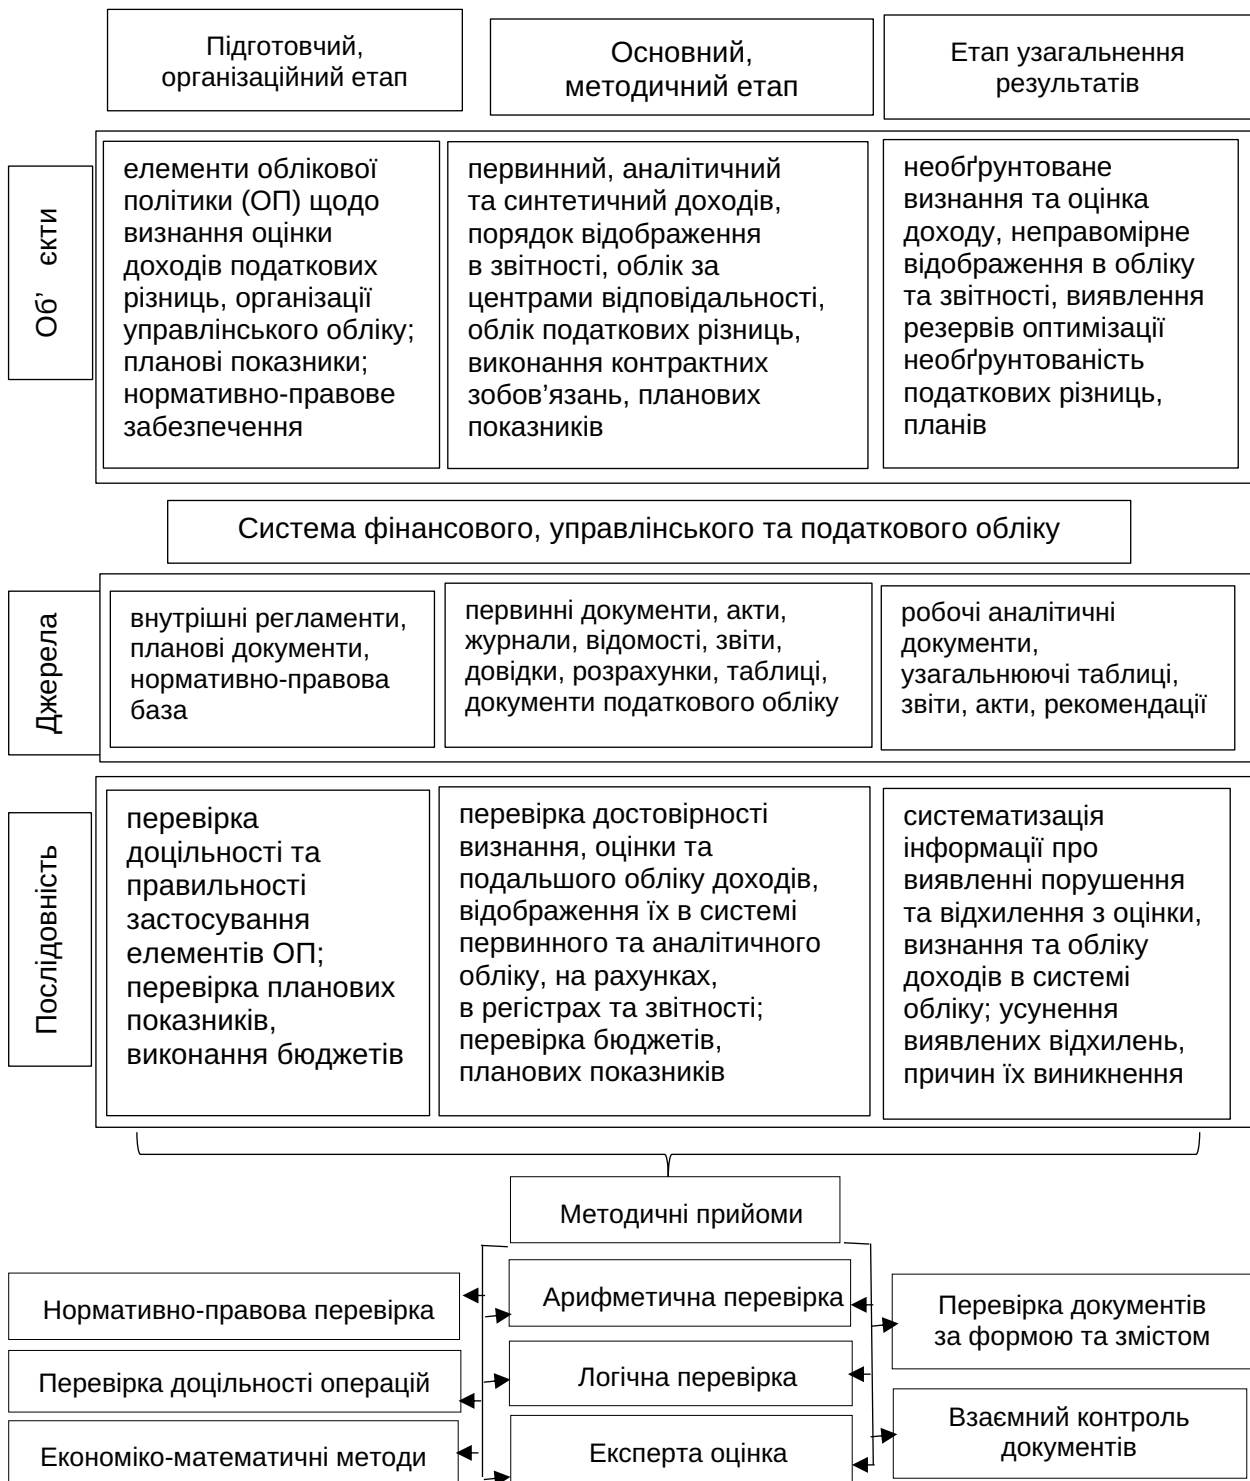 Підготовчий,
організаційний етап
Основний,
методичний етап
Етап узагальнення
результатів
Об’ єкти
елементи облікової
політики (ОП) щодо
визнання оцінки
доходів податкових
різниць, організації
управлінського обліку;
планові показники;
нормативно-правове
забезпечення
первинний, аналітичний
та синтетичний доходів,
порядок відображення
в звітності, облік за
центрами відповідальності,
облік податкових різниць,
виконання контрактних
зобов’язань, планових
показників
необґрунтоване
визнання та оцінка
доходу, неправомірне
відображення в обліку
та звітності, виявлення
резервів оптимізації
необґрунтованість
податкових різниць,
планів
Система фінансового, управлінського та податкового обліку
Джерела
внутрішні регламенти,
планові документи,
нормативно-правова
база
первинні документи, акти,
журнали, відомості, звіти,
довідки, розрахунки, таблиці,
документи податкового обліку
робочі аналітичні
документи,
узагальнюючі таблиці,
звіти, акти, рекомендації
Послідовність
перевірка
доцільності та
правильності
застосування
елементів ОП;
перевірка планових
показників,
виконання бюджетів
перевірка достовірності
визнання, оцінки та
подальшого обліку доходів,
відображення їх в системі
первинного та аналітичного
обліку, на рахунках,
в регістрах та звітності;
перевірка бюджетів,
планових показників
систематизація
інформації про
виявленні порушення
та відхилення з оцінки,
визнання та обліку
доходів в системі
обліку; усунення
виявлених відхилень,
причин їх виникнення
Методичні прийоми
Нормативно-правова перевірка
Арифметична перевірка
Перевірка документів
за формою та змістом
Перевірка доцільності операцій
Логічна перевірка
Взаємний контроль
документів
Економіко-математичні методи
Експерта оцінка